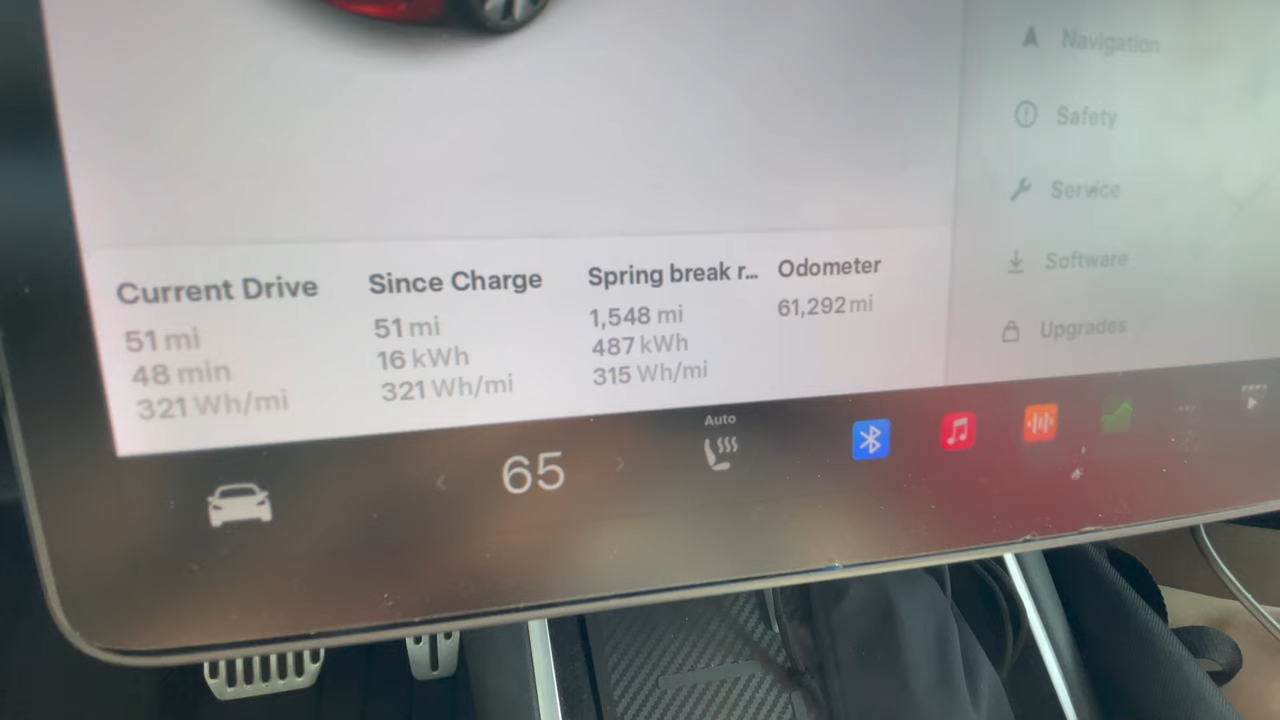 Navigation
Safety
Service
Software
Upgrades
Current Drive
51 mi
48 min
321 Wh/mi
Since Charge
51 mi
16 kWh
321 Wh/mi
Spring break r...
1,548 mi
487 kWh
315 Wh/mi
Odometer
61,292 mi
65
Auto